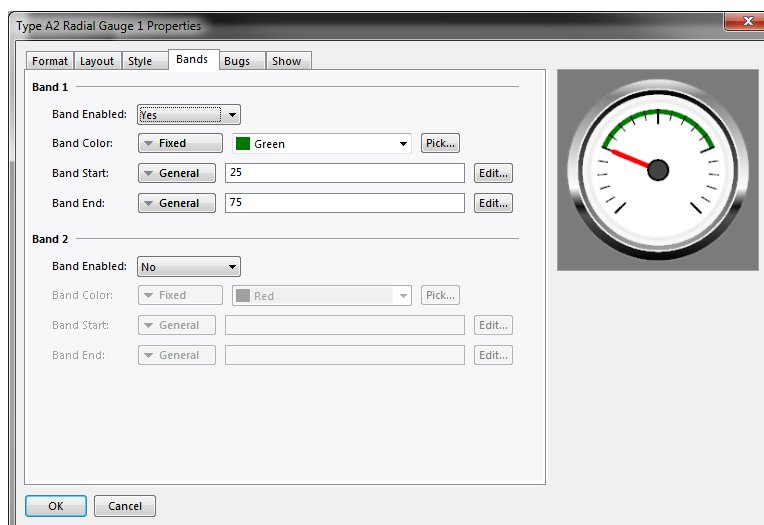 Type A2 Radial Gauge 1 Properties
Format Layout Style Bands Bugs Show
Band 1
Band Enabled: Yes
Band Color: Fixed Green Pick...
Band Start: General 25 Edit...
Band End: General 75 Edit...
Band 2
Band Enabled: No
Band Color: Fixed Red Pick...
Band Start: General Edit...
Band End: General Edit...
OK Cancel